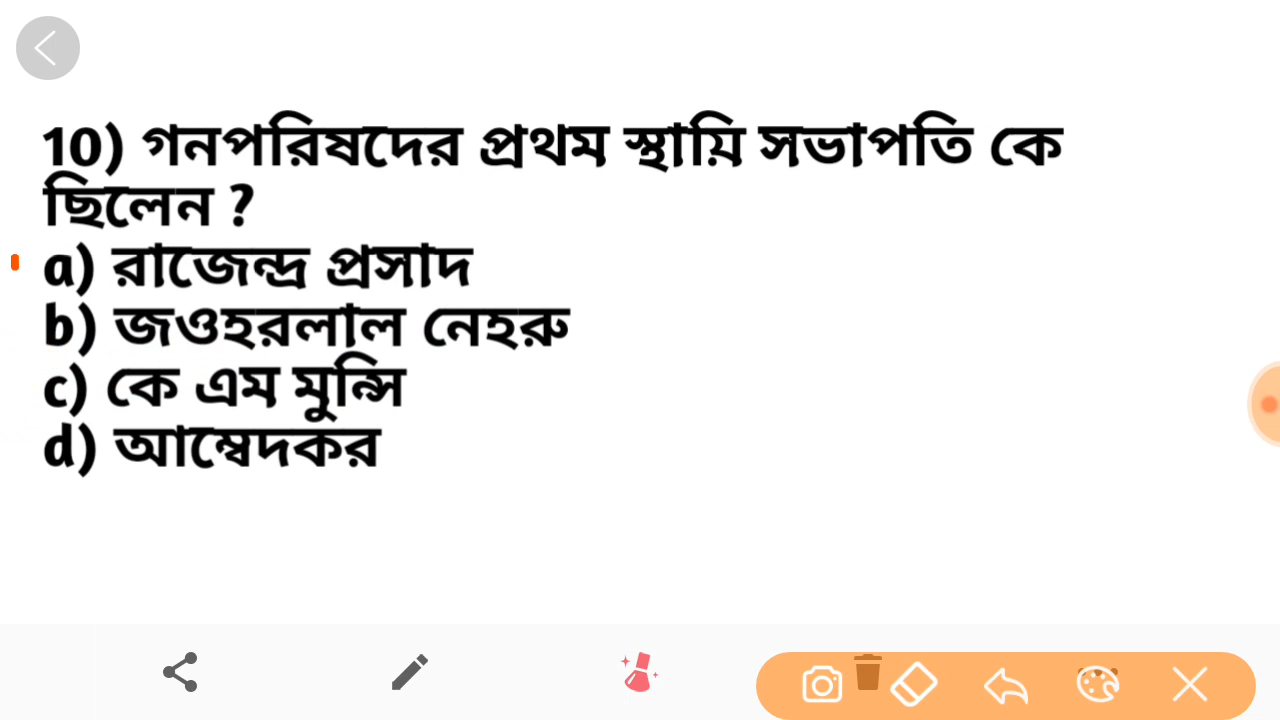 10) গনপরিষদের প্রথম স্থায়ি সভাপতি কে
ছিলেন ?
a) রাজেন্দ্র প্রসাদ
b) জওহরলাল নেহরু
c) কে এম মুন্সি
d) আম্বেদকর